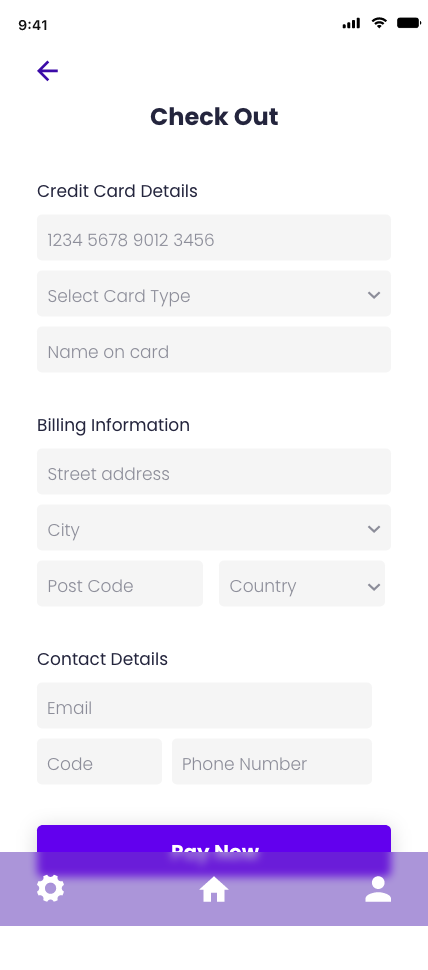 9:41
Check Out
Credit Card Details
1234 5678 9012 3456
Select Card Type
Name on card
Billing Information
Street address
City
Post Code Country
Contact Details
Email
Code Phone Number
Pay Now